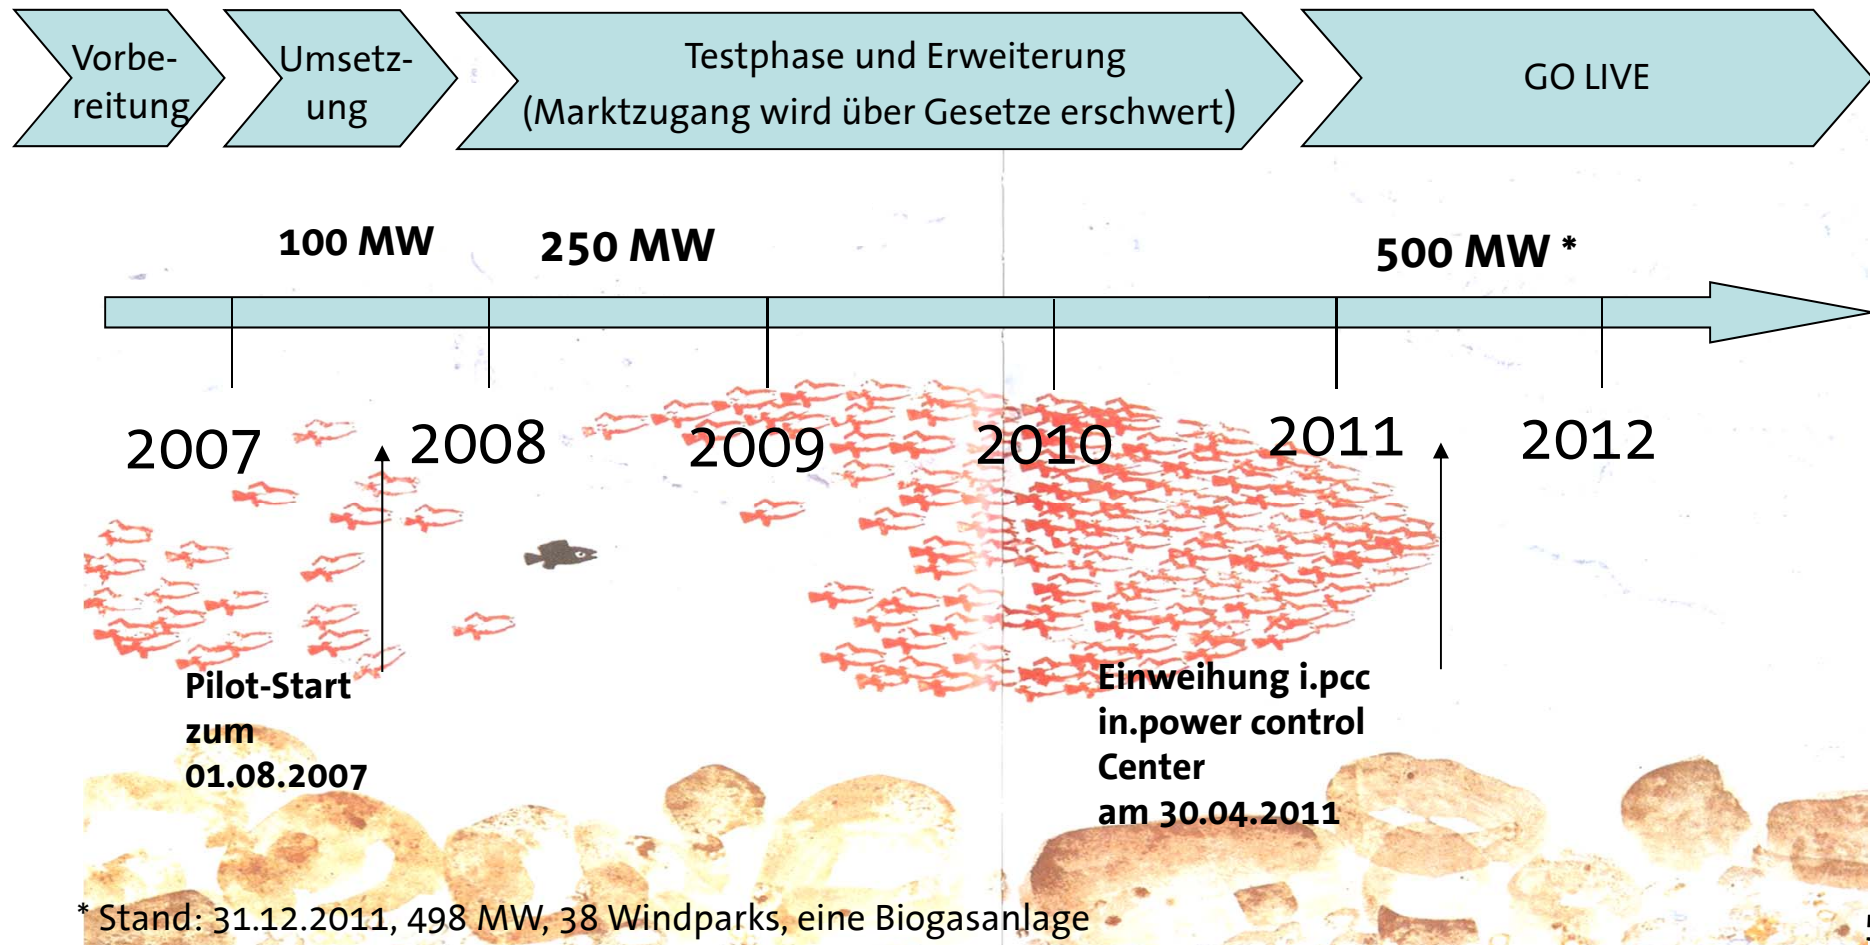 Vorbe-
reitung
Umsetz-
ung
Testphase und Erweiterung
(Marktzugang wird über Gesetze erschwert)
GO LIVE
100 MW
250 MW
500 MW *
2007
2008
2009
2010
2011
2012
Pilot-Start
zum
01.08.2007
Einweihung i.pcc
in.power control
Center
am 30.04.2011
* Stand: 31.12.2011, 498 MW, 38 Windparks, eine Biogasanlage